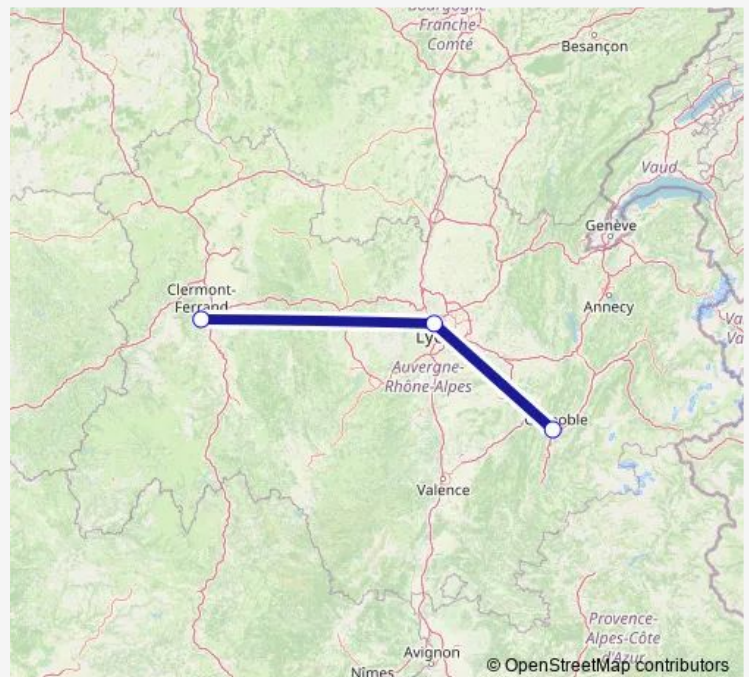 Bourgogne-
Franche-
Comté
Besançon
Vaud
Genève
Clermont-
Ferrand
Annecy
Auvergne-
Rhône-Alpes
Valence
Provence-
Alpes-Côte
d'Azur
Avignon
Nîmes
© OpenStreetMap contributors